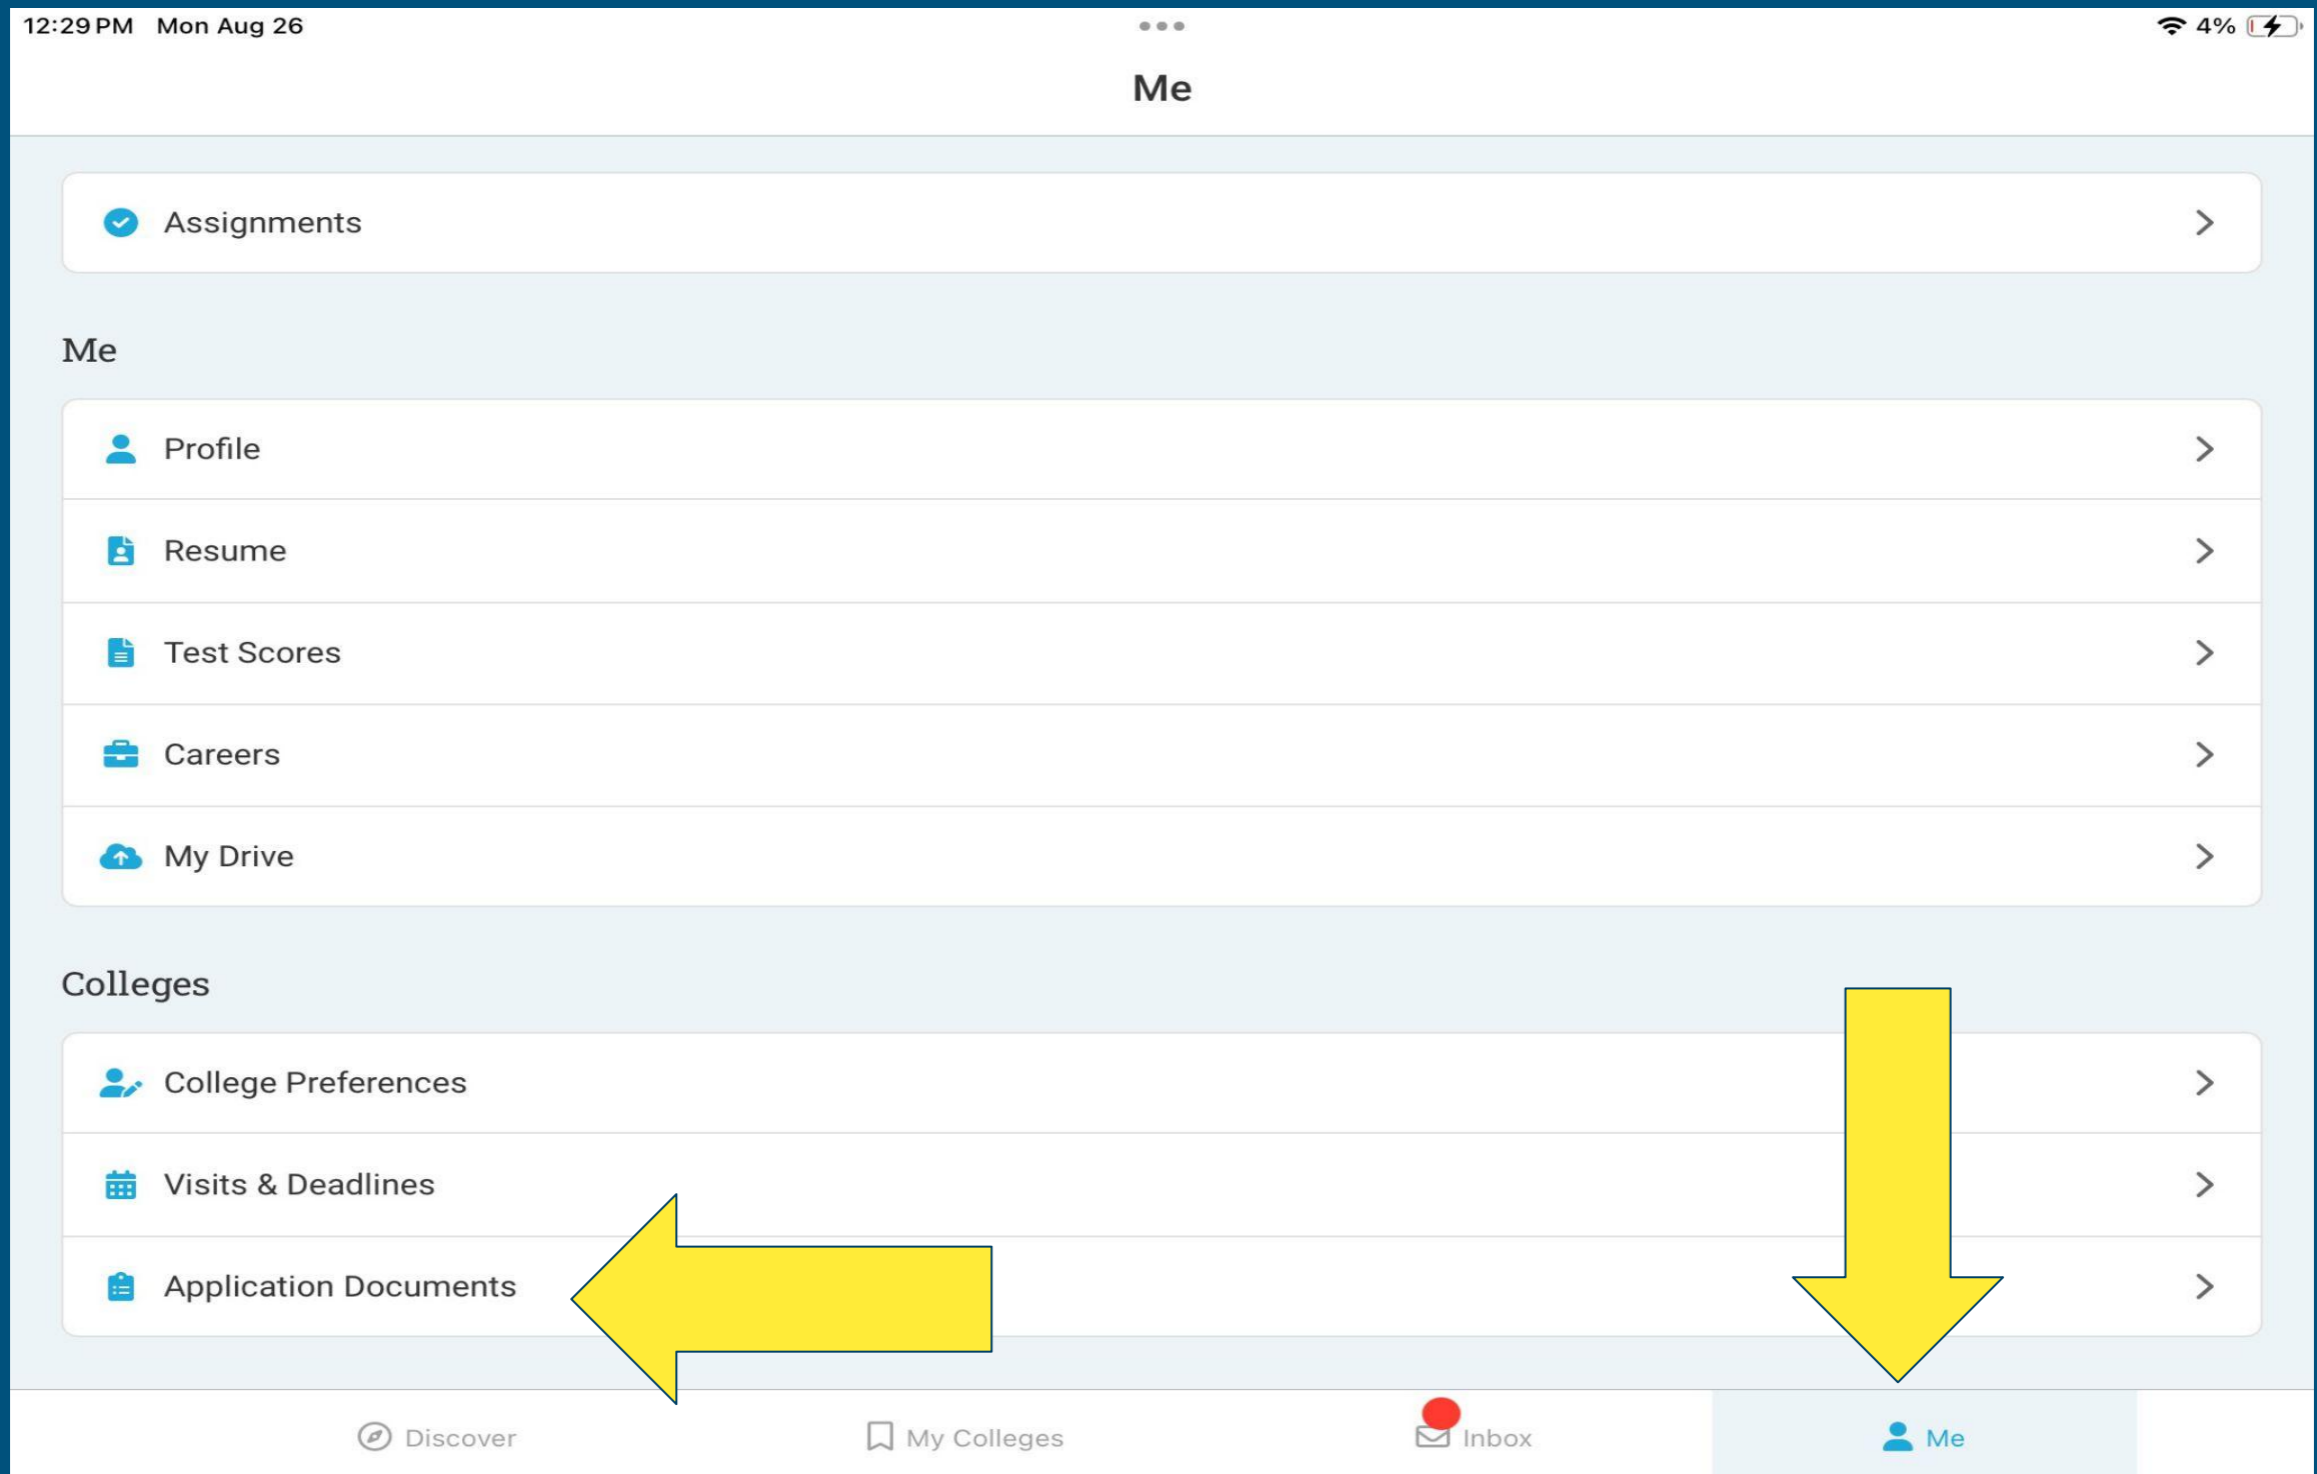 12:29 PM Mon Aug 26
4%
Me
Assignments
Me
Profile
Resume
Test Scores
Careers
My Drive
Colleges
College Preferences
Visits & Deadlines
Application Documents
Discover
My Colleges
Inbox
Me